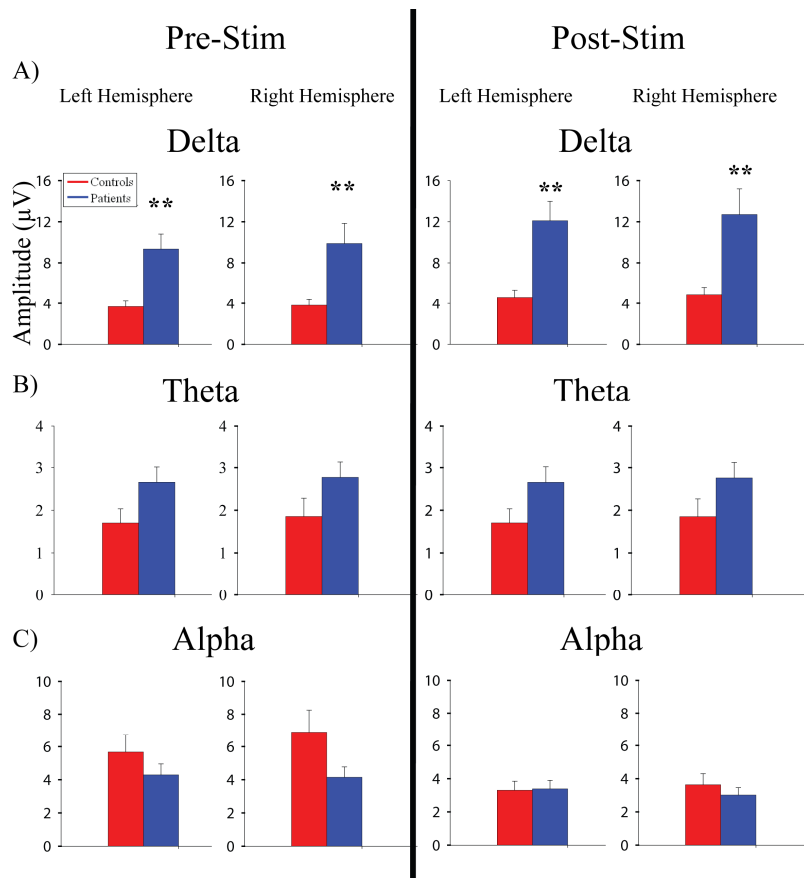 Pre-Stim Post-Stim
A)
Left Hemisphere Right Hemisphere Left Hemisphere Right Hemisphere
Delta Delta
Amplitude (μV)
Controls
Patients
16 16 16 16
12 12 12 12
8 8 8 8
4 4 4 4
0 0 0 0
** ** ** **
B)
Theta Theta
4 4 4 4
3 3 3 3
2 2 2 2
1 1 1 1
0 0 0 0
C)
Alpha Alpha
10 10 10 10
8 8 8 8
6 6 6 6
4 4 4 4
2 2 2 2
0 0 0 0